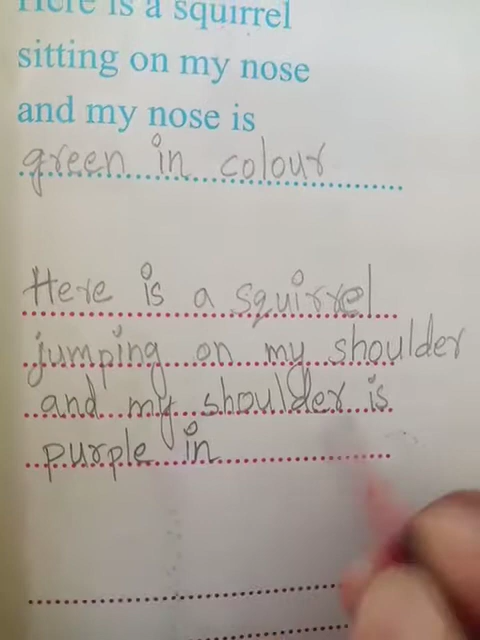 Here is a squirrel
sitting on my nose
and my nose is
green in colour
Here is a squirrel
jumping on my shoulder
and my shoulder is
purple in